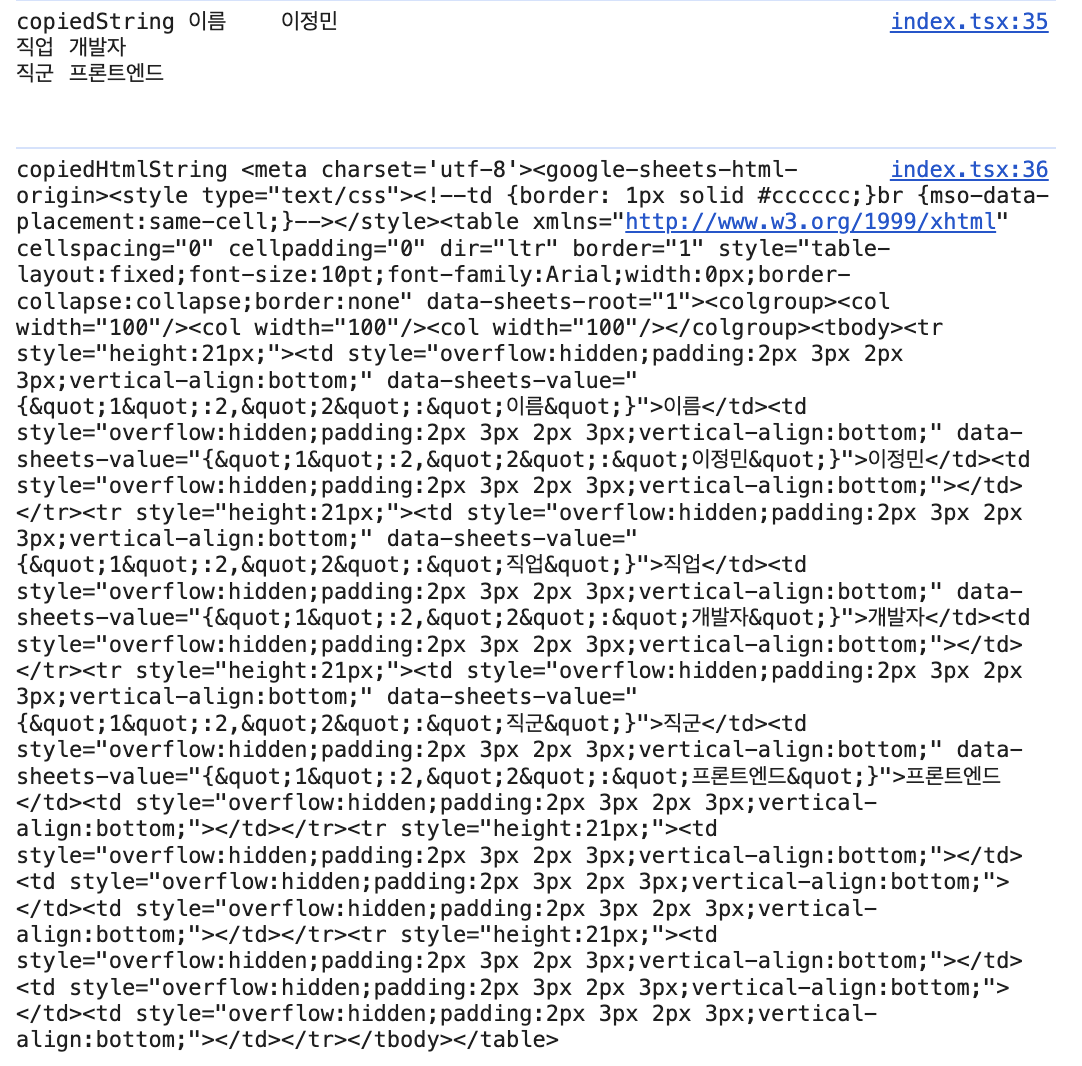 copiedString 이름	이정민	index.tsx:35
직업	개발자
직군	프론트엔드
copiedHtmlString <meta charset='utf-8'><google-sheets-html-	index.tsx:36
origin><style type="text/css"><!--td {border: 1px solid #cccccc;}br {mso-data-
placement:same-cell;}--></style><table xmlns="http://www.w3.org/1999/xhtml"
cellspacing="0" cellpadding="0" dir="ltr" border="1" style="table-
layout:fixed;font-size:10pt;font-family:Arial;width:0px;border-
collapse:collapse;border:none" data-sheets-root="1"><colgroup><col
width="100"/><col width="100"/><col width="100"/></colgroup><tbody><tr
style="height:21px;"><td style="overflow:hidden;padding:2px 3px 2px
3px;vertical-align:bottom;" data-sheets-value="
{&quot;1&quot;:2,&quot;2&quot;:&quot;이름&quot;}">이름</td><td
style="overflow:hidden;padding:2px 3px 2px 3px;vertical-align:bottom;" data-
sheets-value="{&quot;1&quot;:2,&quot;2&quot;:&quot;이정민&quot;}">이정민</td><td
style="overflow:hidden;padding:2px 3px 2px 3px;vertical-align:bottom;"></td>
</tr><tr style="height:21px;"><td style="overflow:hidden;padding:2px 3px 2px
3px;vertical-align:bottom;" data-sheets-value="
{&quot;1&quot;:2,&quot;2&quot;:&quot;직업&quot;}">직업</td><td
style="overflow:hidden;padding:2px 3px 2px 3px;vertical-align:bottom;" data-
sheets-value="{&quot;1&quot;:2,&quot;2&quot;:&quot;개발자&quot;}">개발자</td><td
style="overflow:hidden;padding:2px 3px 2px 3px;vertical-align:bottom;"></td>
</tr><tr style="height:21px;"><td style="overflow:hidden;padding:2px 3px 2px
3px;vertical-align:bottom;" data-sheets-value="
{&quot;1&quot;:2,&quot;2&quot;:&quot;직군&quot;}">직군</td><td
style="overflow:hidden;padding:2px 3px 2px 3px;vertical-align:bottom;" data-
sheets-value="{&quot;1&quot;:2,&quot;2&quot;:&quot;프론트엔드&quot;}">프론트엔드
</td><td style="overflow:hidden;padding:2px 3px 2px 3px;vertical-
align:bottom;"></td></tr><tr style="height:21px;"><td
style="overflow:hidden;padding:2px 3px 2px 3px;vertical-align:bottom;"></td>
<td style="overflow:hidden;padding:2px 3px 2px 3px;vertical-align:bottom;">
</td><td style="overflow:hidden;padding:2px 3px 2px 3px;vertical-
align:bottom;"></td></tr><tr style="height:21px;"><td
style="overflow:hidden;padding:2px 3px 2px 3px;vertical-align:bottom;"></td>
<td style="overflow:hidden;padding:2px 3px 2px 3px;vertical-align:bottom;">
</td><td style="overflow:hidden;padding:2px 3px 2px 3px;vertical-
align:bottom;"></td></tr></tbody></table>